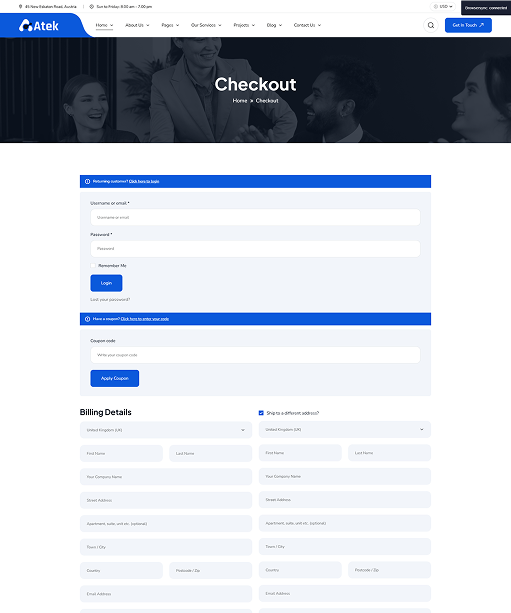 45 New Eskaton Road, Austria
Sun to Friday: 8.00 am - 7.00 pm
USD
Browsersync: connected
Atek
Home
About Us
Pages
Our Services
Projects
Blog
Contact Us
Get In Touch
Checkout
Home » Checkout
Returning customer? Click here to login
Username or email *
Username or email
Password *
Password
Remember Me
Login
Lost your password?
Have a coupon? Click here to enter your code
Coupon code
Write your coupon code
Apply Coupon
Billing Details
Ship to a different address?
United Kingdom (UK)
United Kingdom (UK)
First Name
Last Name
First Name
Last Name
Your Company Name
Your Company Name
Street Address
Street Address
Apartment, suite, unit etc. (optional)
Apartment, suite, unit etc. (optional)
Town / City
Town / City
Country
Postcode / Zip
Country
Postcode / Zip
Email Address
Email Address